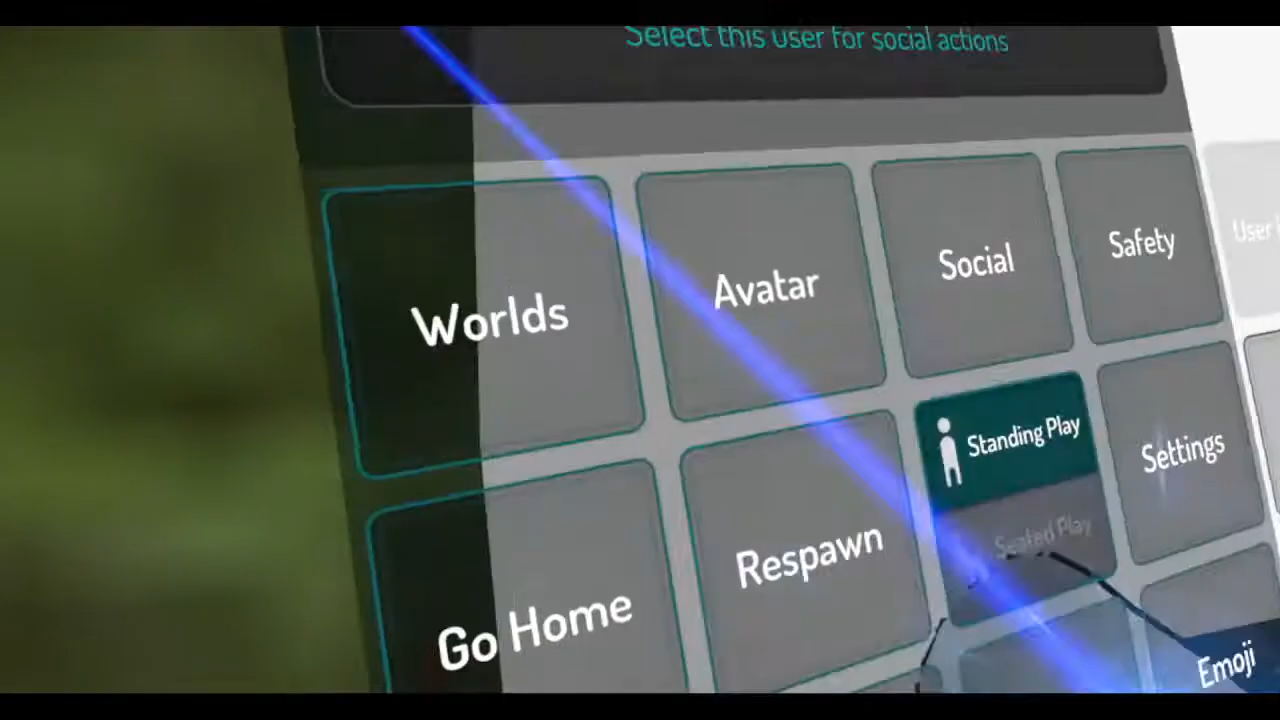 Select this user for social actions
Worlds
Avatar
Social
Safety
User
Standing Play
Seated Play
Settings
Go Home
Respawn
Emoji